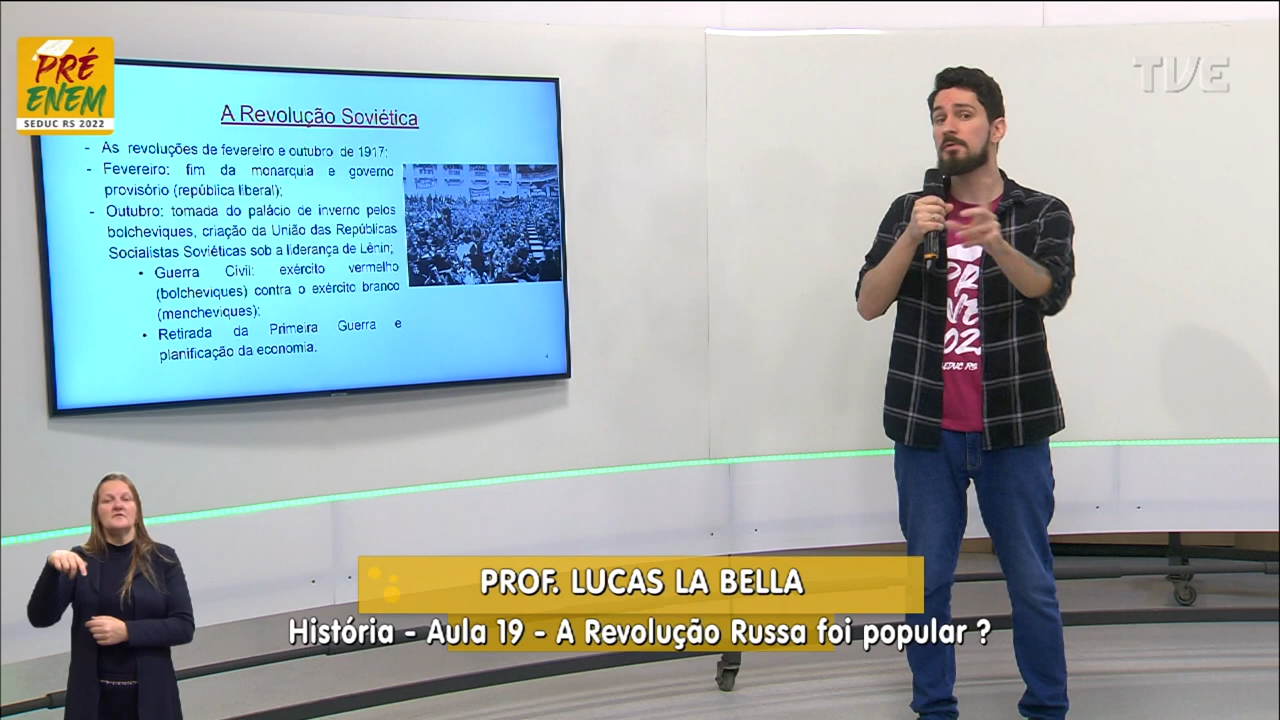 PRÉ
ENEM
SEDUC RS 2022
TVE
A Revolução Soviética
- As revoluções de fevereiro e outubro de 1917:
- Fevereiro: fim da monarquia e governo
provisório (república liberal);
- Outubro: tomada do palácio de inverno pelos
bolcheviques, criação da União das Repúblicas
Socialistas Soviéticas sob a liderança de Lênin;
• Guerra Civil: exército vermelho
(bolcheviques) contra o exército branco
(mencheviques);
• Retirada da Primeira Guerra e
planificação da economia.
4
SEDUC RS
PROF. LUCAS LA BELLA
História - Aula 19 - A Revolução Russa foi popular ?